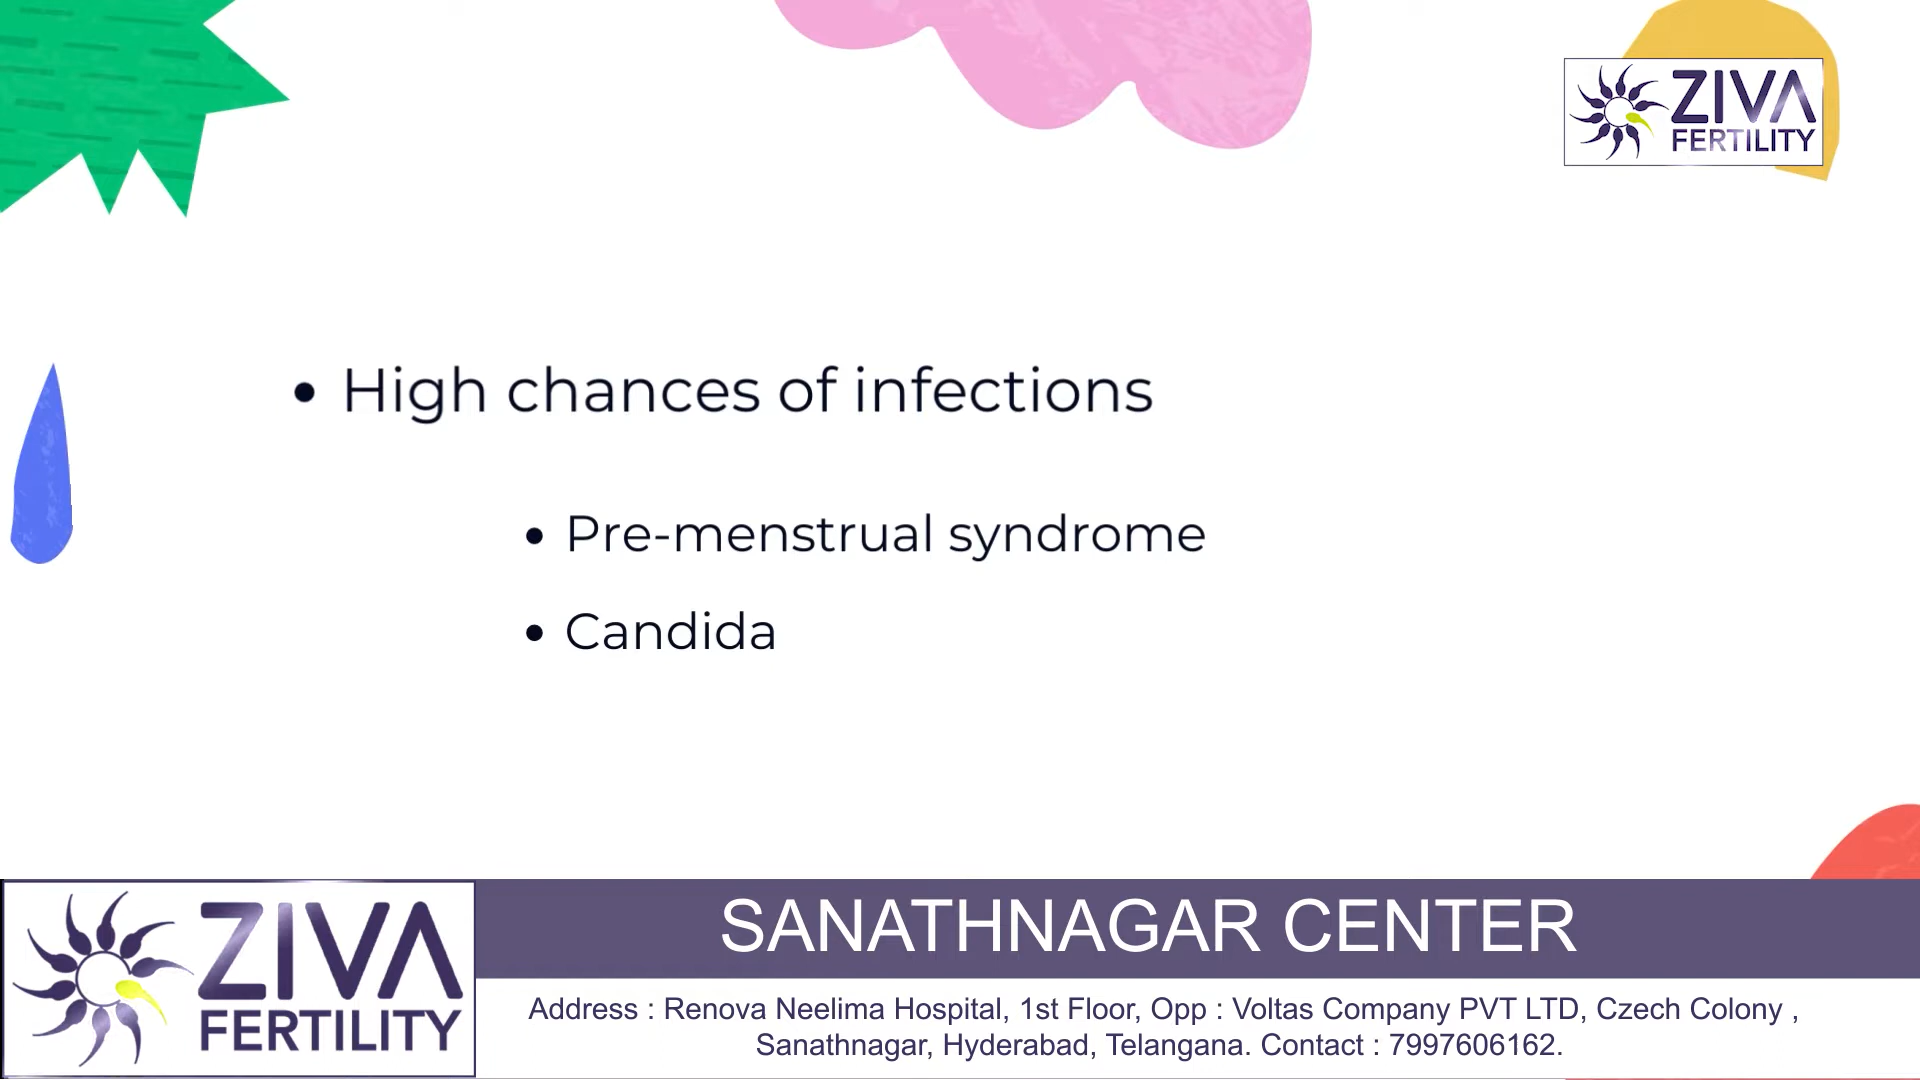 ZIVA
FERTILITY
• High chances of infections
• Pre-menstrual syndrome
• Candida
ZIVA
FERTILITY
SANATHNAGAR CENTER
Address : Renova Neelima Hospital, 1st Floor, Opp : Voltas Company PVT LTD, Czech Colony ,
Sanathnagar, Hyderabad, Telangana. Contact : 7997606162.